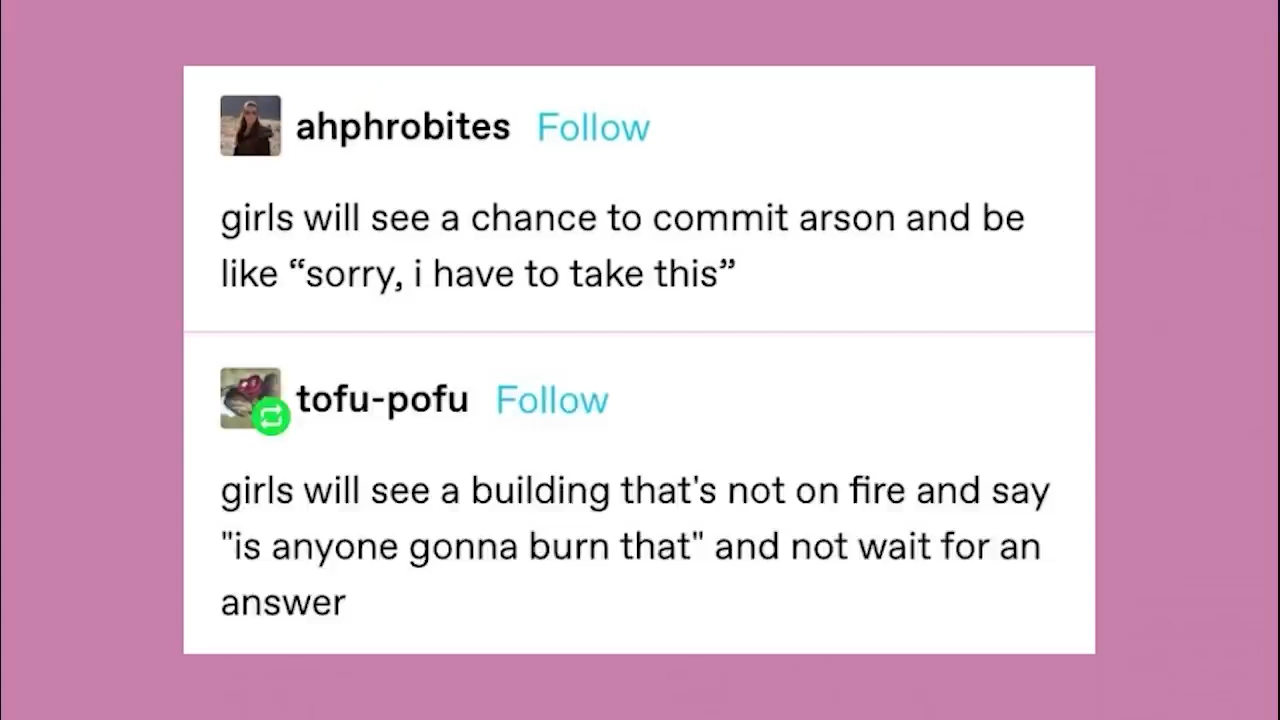 ahphrobites Follow
girls will see a chance to commit arson and be
like “sorry, i have to take this”
tofu-pofu Follow
girls will see a building that's not on fire and say
"is anyone gonna burn that" and not wait for an
answer